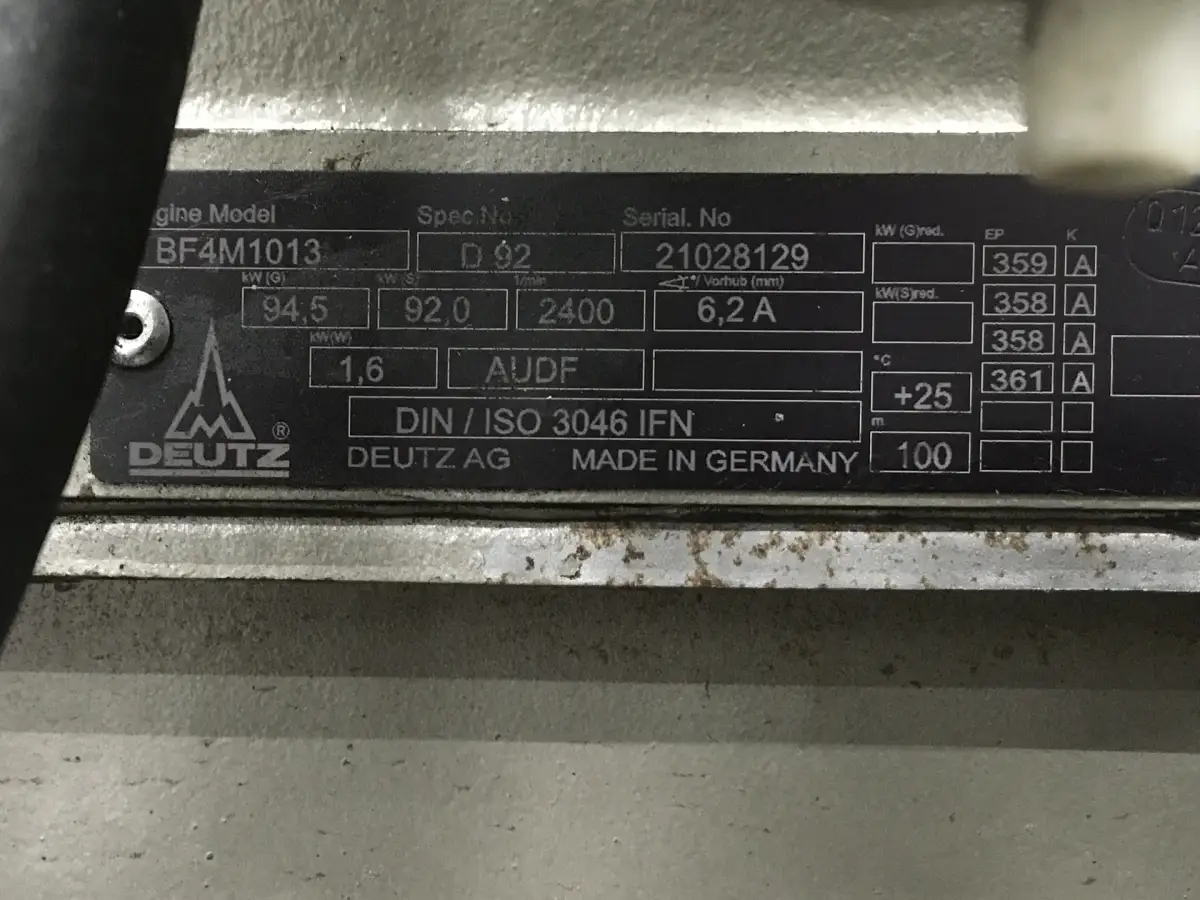 gine Model Spec.No Serial. No kW (G)red. EP K
BF4M1013 D 92 21028129 359 A
kW (G) kW (S) 1/min °/ Vorhub (mm) kW(S)red.
94,5 92,0 2400 6,2 A 358 A
kW(W) 358 A
1,6 AUDF °C 361 A
+25
DIN / ISO 3046 IFN m
DEUTZ ® DEUTZ AG MADE IN GERMANY 100